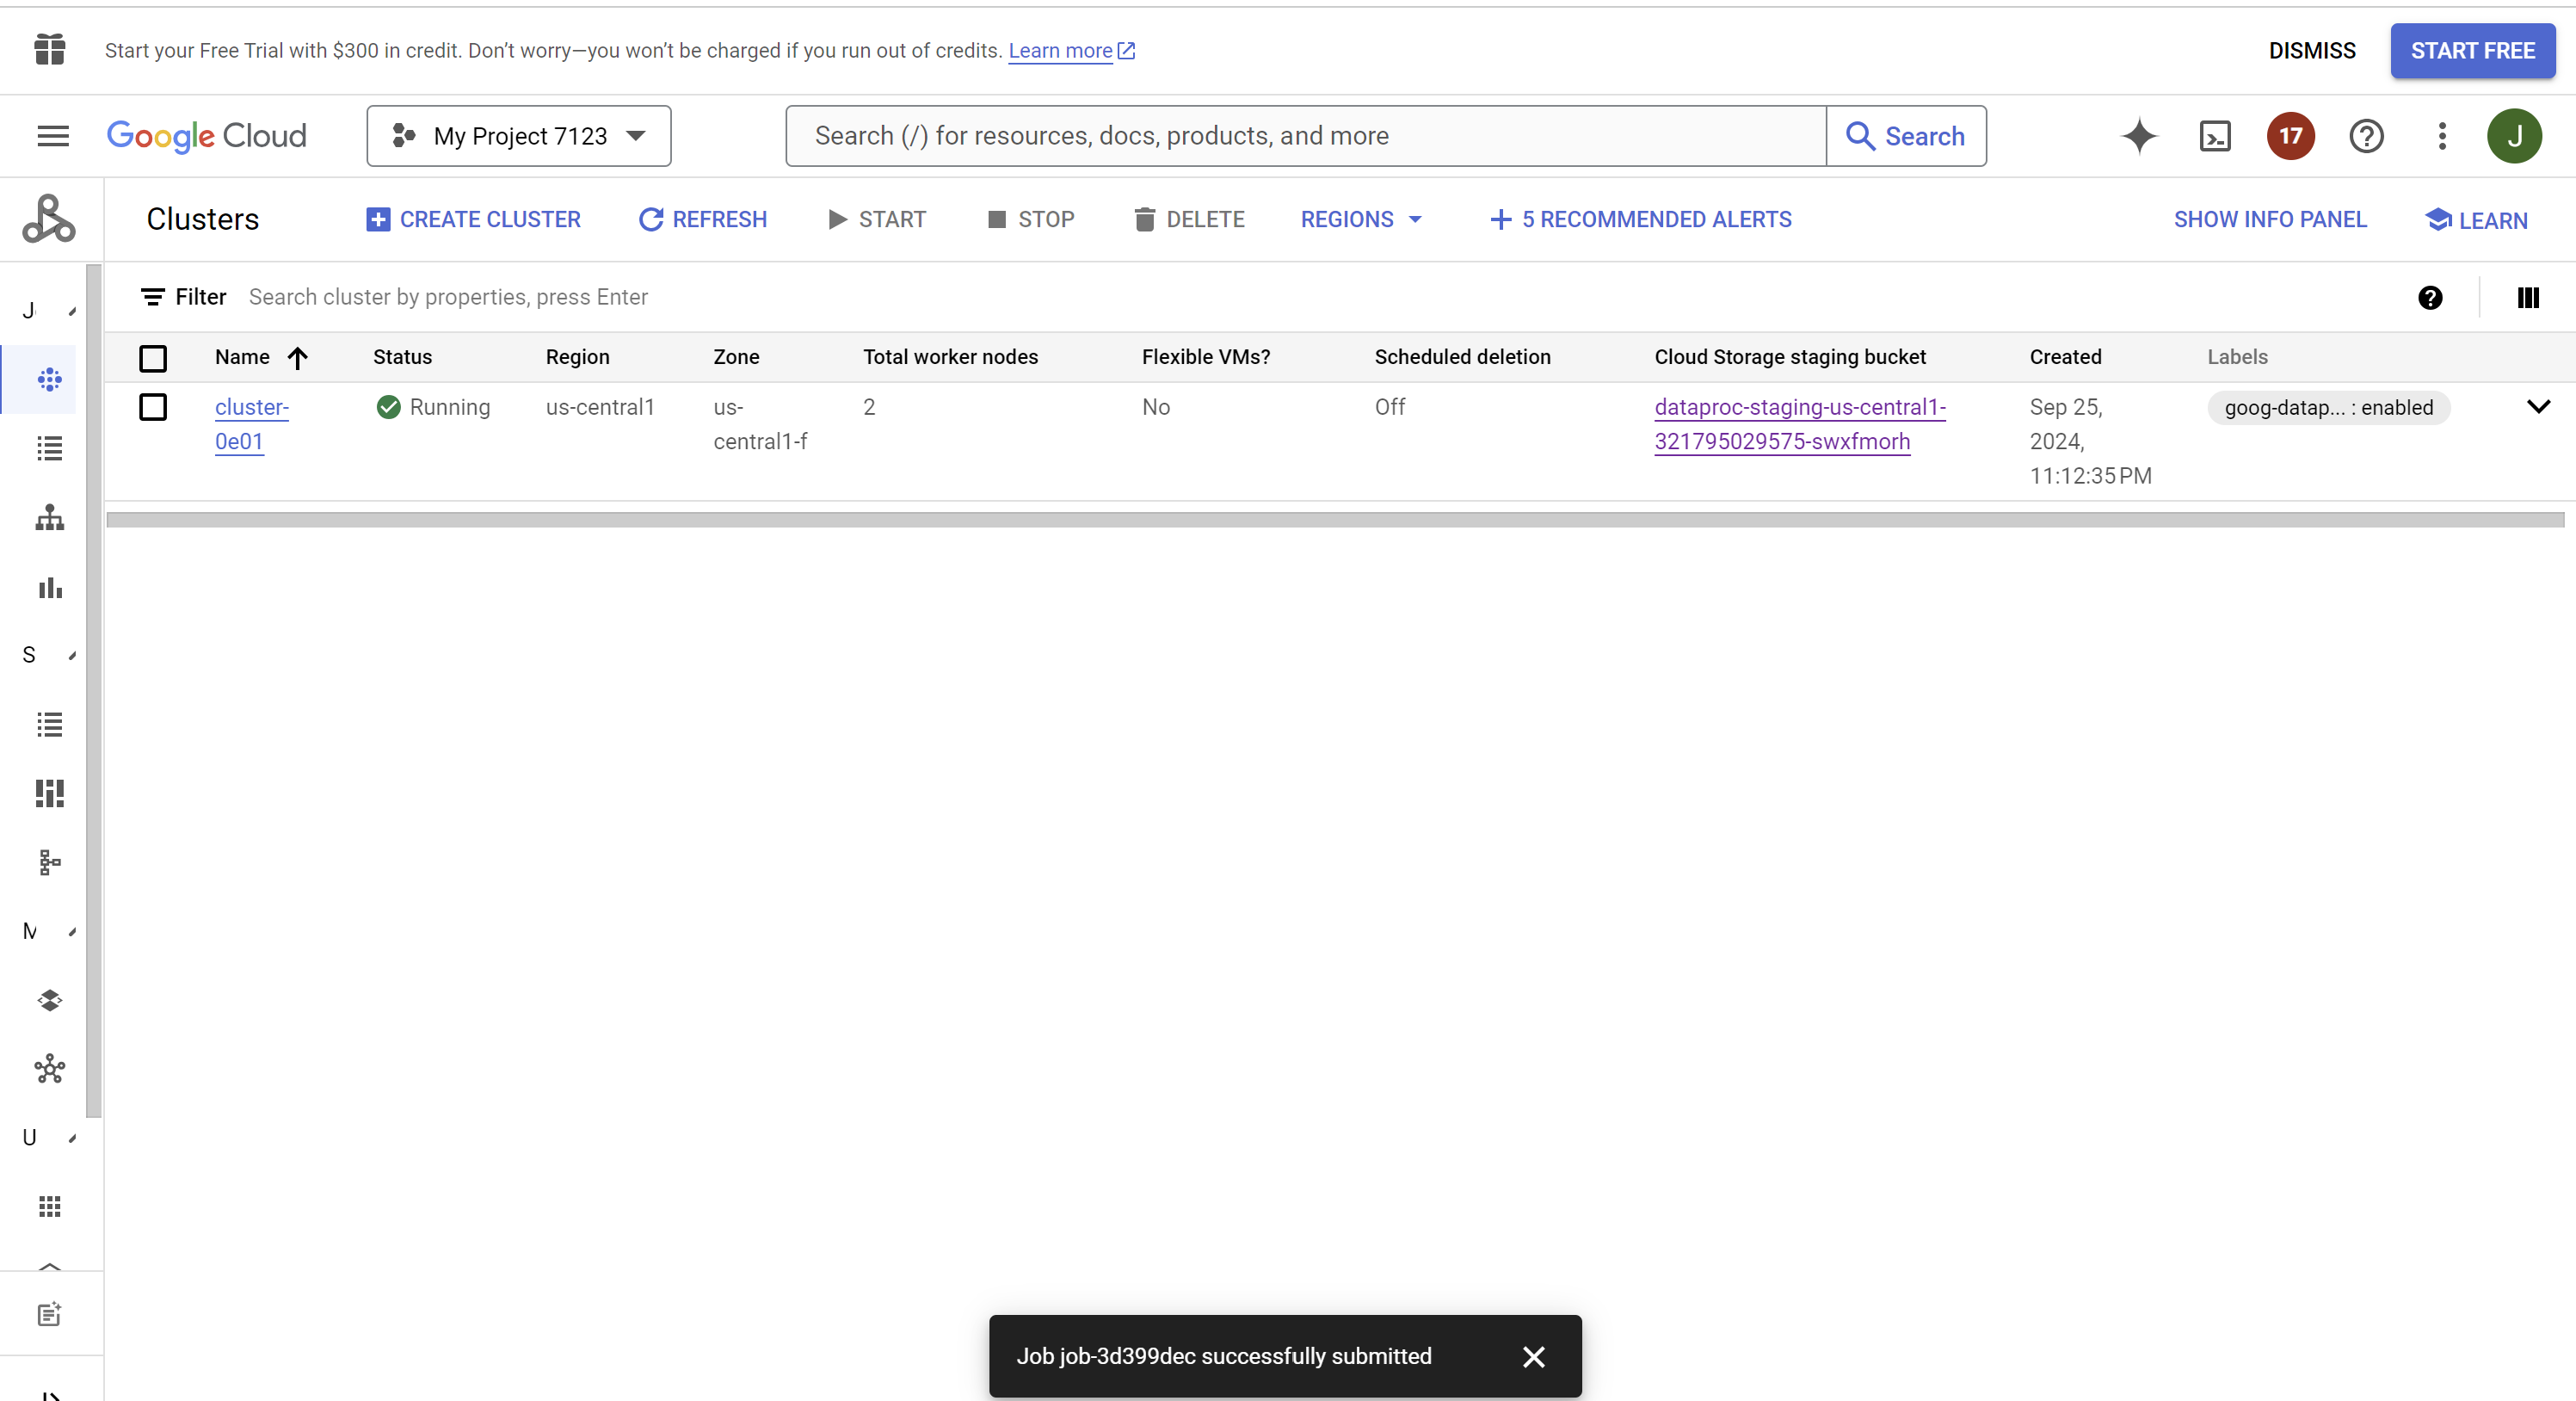 Start your Free Trial with $300 in credit. Don't worry—you won't be charged if you run out of credits. Learn more
DISMISS
START FREE
Google Cloud
My Project 7123
Search (/) for resources, docs, products, and more
Search
17
J
Clusters
CREATE CLUSTER
REFRESH
START
STOP
DELETE
REGIONS
5 RECOMMENDED ALERTS
SHOW INFO PANEL
LEARN
Filter
Search cluster by properties, press Enter
Name
Status
Region
Zone
Total worker nodes
Flexible VMs?
Scheduled deletion
Cloud Storage staging bucket
Created
Labels
cluster-
0e01
Running
us-central1
us-
central1-f
2
No
Off
dataproc-staging-us-central1-
321795029575-swxfmorh
Sep 25,
2024,
11:12:35 PM
goog-datap... : enabled
S
U
Job job-3d399dec successfully submitted